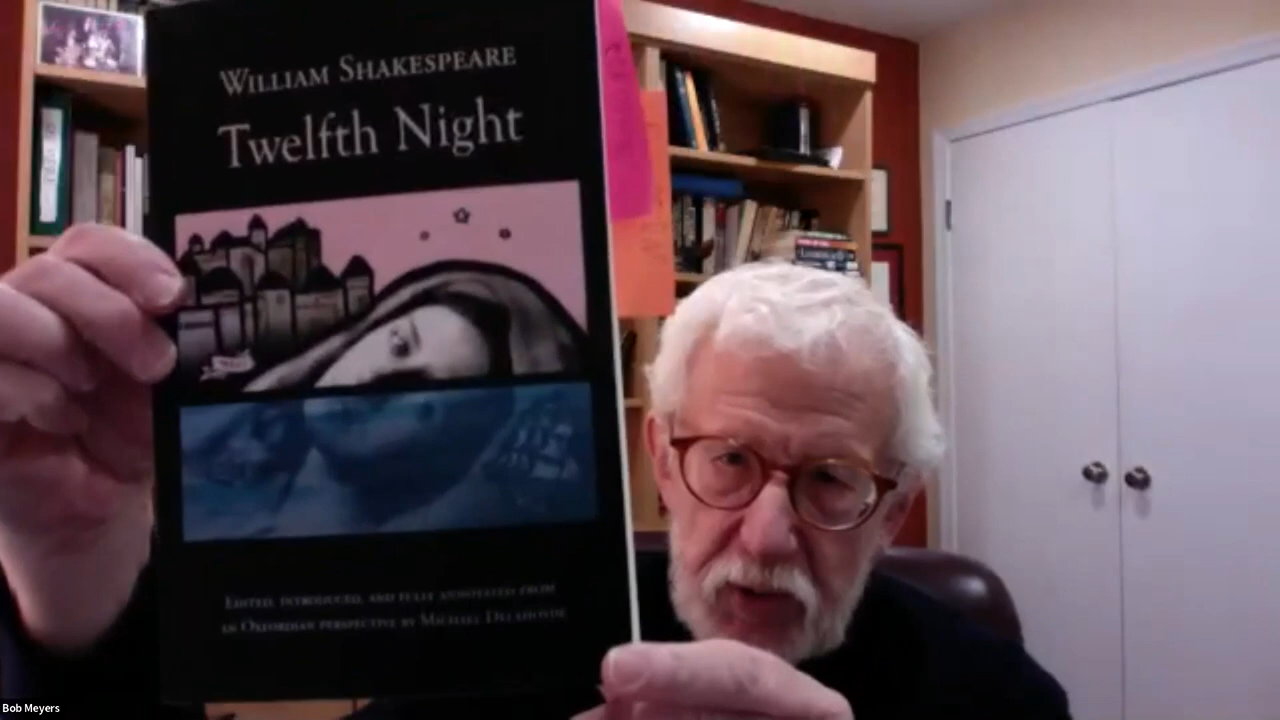 WILLIAM SHAKESPEARE
Twelfth Night
EDITED, INTRODUCED, AND FULLY ANNOTATED FROM
AN OXFORDIAN PERSPECTIVE BY MICHAEL DELAHOYDE
Bob Meyers